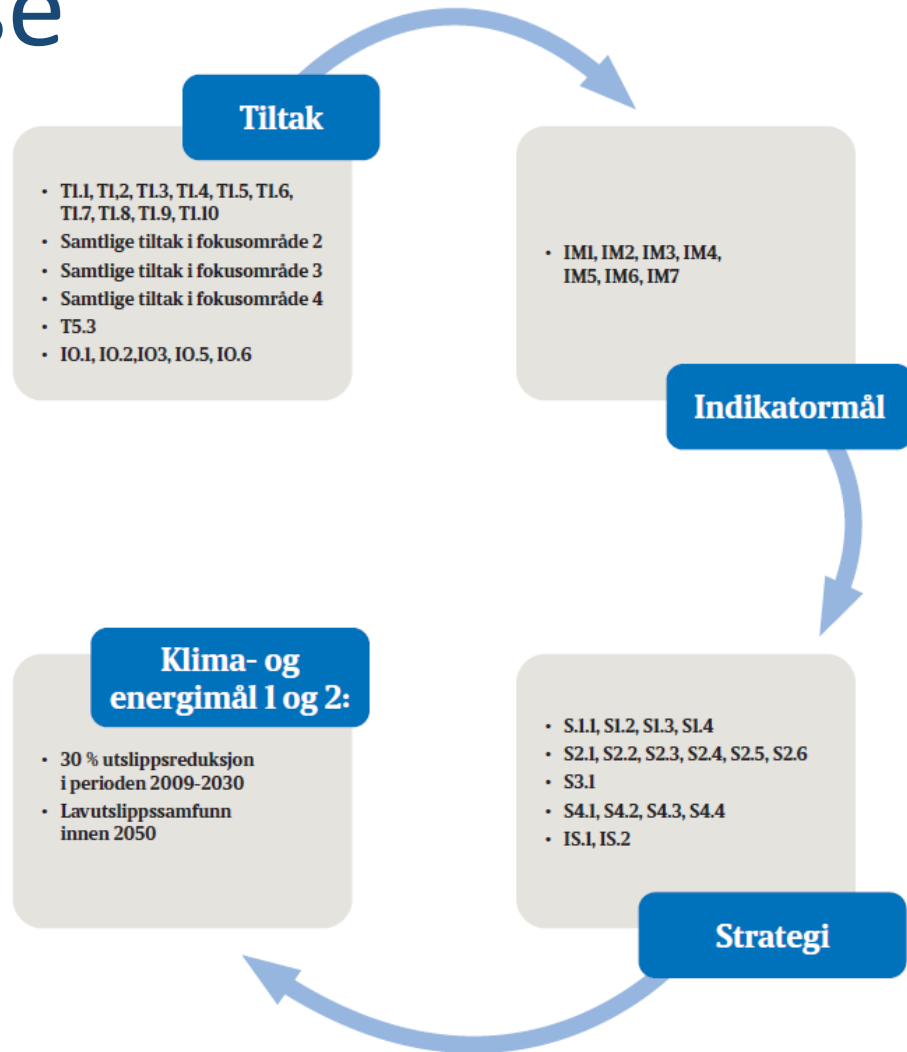 se
Tiltak
• T1.1, T1,2, T1.3, T1.4, T1.5, T1.6,
T1.7, T1.8, T1.9, T1.10
• Samtlige tiltak i fokusområde 2
• Samtlige tiltak i fokusområde 3
• Samtlige tiltak i fokusområde 4
• T5.3
• IO.1, IO.2,IO3, IO.5, IO.6
• IM1, IM2, IM3, IM4,
IM5, IM6, IM7
Indikatormål
Klima- og
energimål 1 og 2:
• 30 % utslippsreduksjon
i perioden 2009-2030
• Lavutslippssamfunn
innen 2050
• S.1.1, S1.2, S1.3, S1.4
• S2.1, S2.2, S2.3, S2.4, S2.5, S2.6
• S3.1
• S4.1, S4.2, S4.3, S4.4
• IS.1, IS.2
Strategi